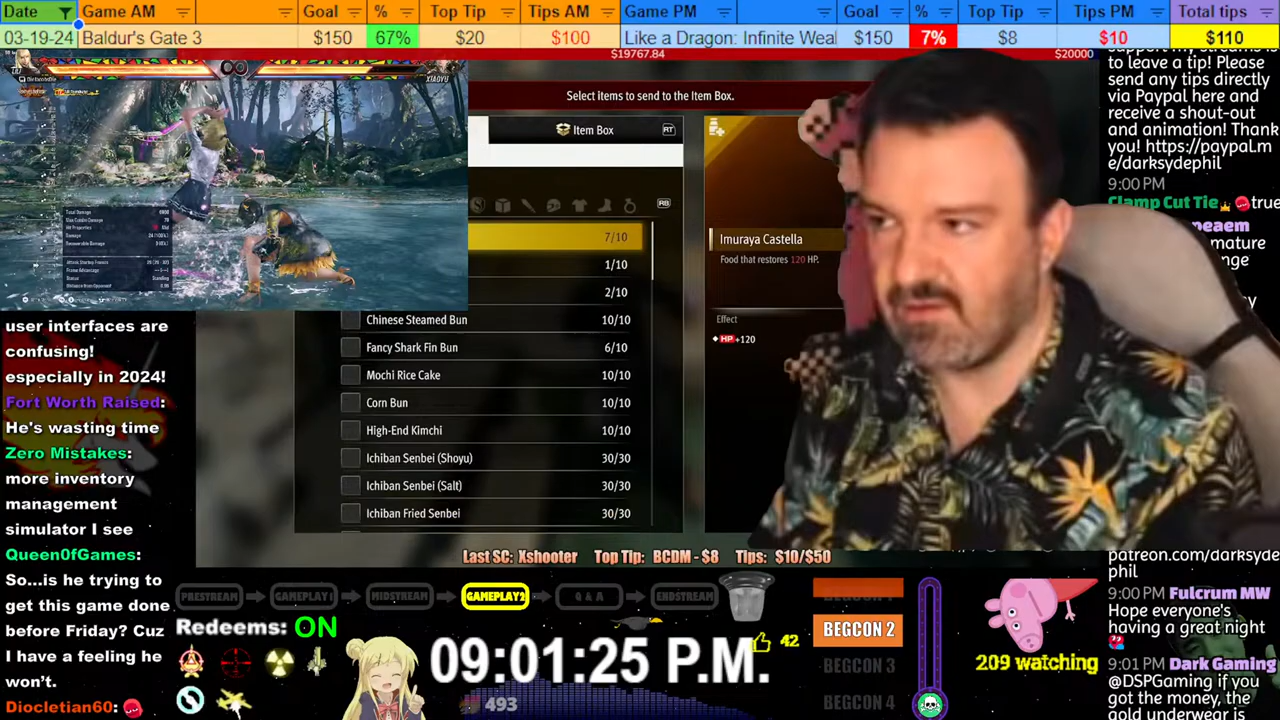 Date Game AM Goal % Top Tip Tips AM Game PM Goal % Top Tip Tips PM Total tips
03-19-24 Baldur's Gate 3 $150 67% $20 $100 Like a Dragon: Infinite Weal $150 7% $8 $10 $110
$19767.84 $20000
LILI
XIAOYU
Select items to send to the Item Box.
Item Box RT
RB
7/10
1/10
2/10
Chinese Steamed Bun 10/10
Fancy Shark Fin Bun 6/10
Mochi Rice Cake 10/10
Corn Bun 10/10
High-End Kimchi 10/10
Ichiban Senbei (Shoyu) 30/30
Ichiban Senbei (Salt) 30/30
Ichiban Fried Senbei 30/30
Imuraya Castella
Food that restores 120 HP.
Effect
HP +120
user interfaces are
confusing!
especially in 2024!
Fort Worth Raised:
He's wasting time
Zero Mistakes:
more inventory
management
simulator I see
Queen0fGames:
So...is he trying to
get this game done
before Friday? Cuz
I have a feeling he
won't.
Diocletian60:
support my streams is
to leave a tip! Please
send any tips directly
via Paypal here and
receive a shout-out
and animation! Thank
you! https://paypal.m
e/darksydephil
9:00 PM
Clamp Cut Tie true
mature
patreon.com/darksyde
phil
9:00 PM Fulcrum MW
Hope everyone's
having a great night
9:01 PM Dark Gaming
@DSPGaming if you
got the money, the
gold underwear is
Last SC: Xshooter Top Tip: BCDM - $8 Tips: $10/$50
PRESTREAM GAMEPLAY1 MIDSTREAM GAMEPLAY2 Q & A ENDSTREAM
Redeems: ON
09:01:25 P.M.
42
493
BEGCON 2
BEGCON 3
BEGCON 4
209 watching